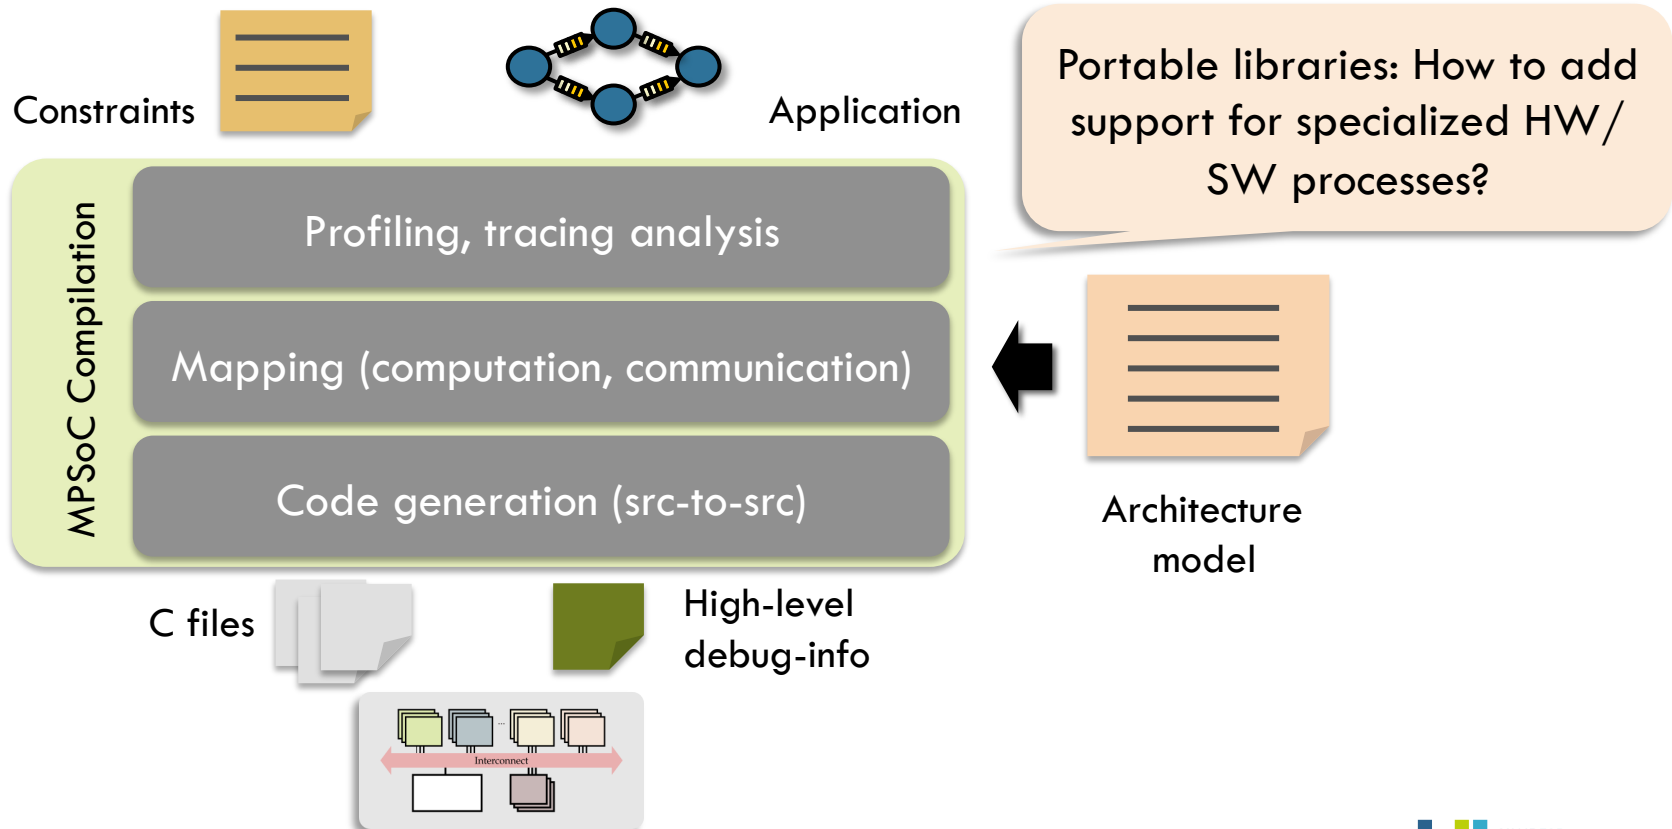 Constraints
Application
Portable libraries: How to add
support for specialized HW/
SW processes?
MPSoC Compilation
Profiling, tracing analysis
Mapping (computation, communication)
Code generation (src-to-src)
Architecture
model
C files
High-level
debug-info
...
Interconnect